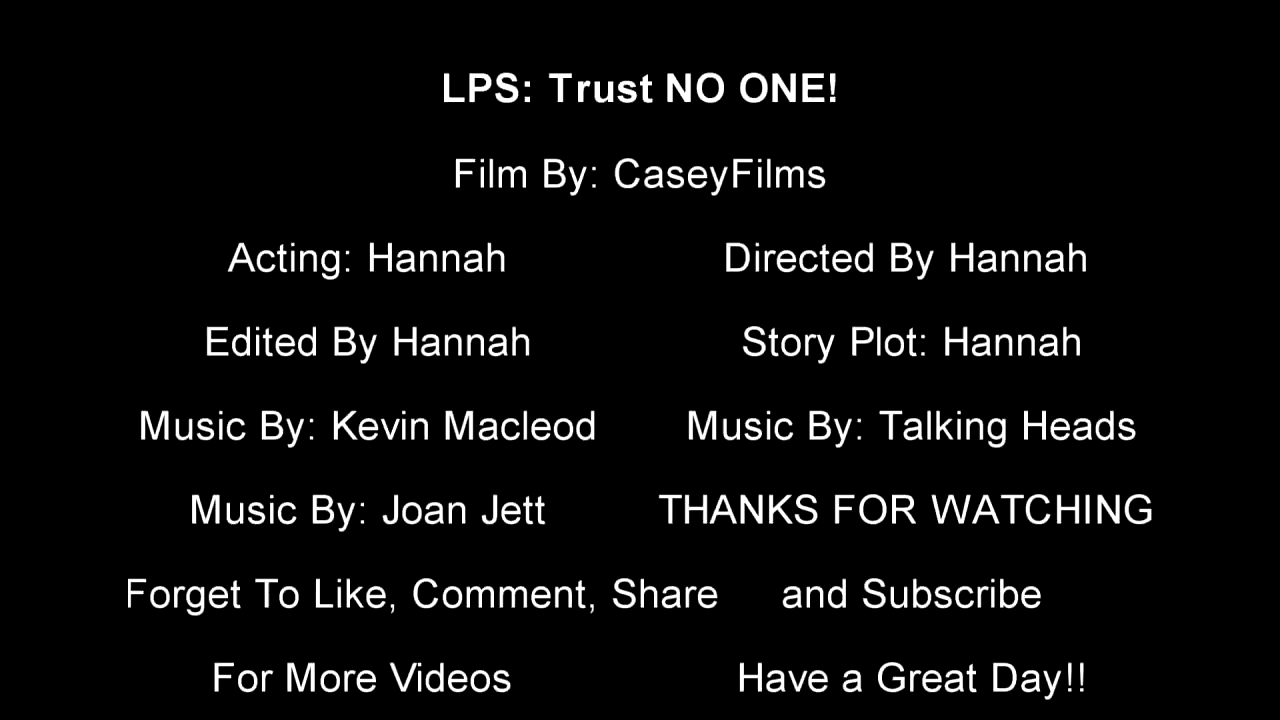 LPS: Trust NO ONE!
Film By: CaseyFilms
Acting: Hannah Directed By Hannah
Edited By Hannah Story Plot: Hannah
Music By: Kevin Macleod Music By: Talking Heads
Music By: Joan Jett THANKS FOR WATCHING
Forget To Like, Comment, Share and Subscribe
For More Videos Have a Great Day!!